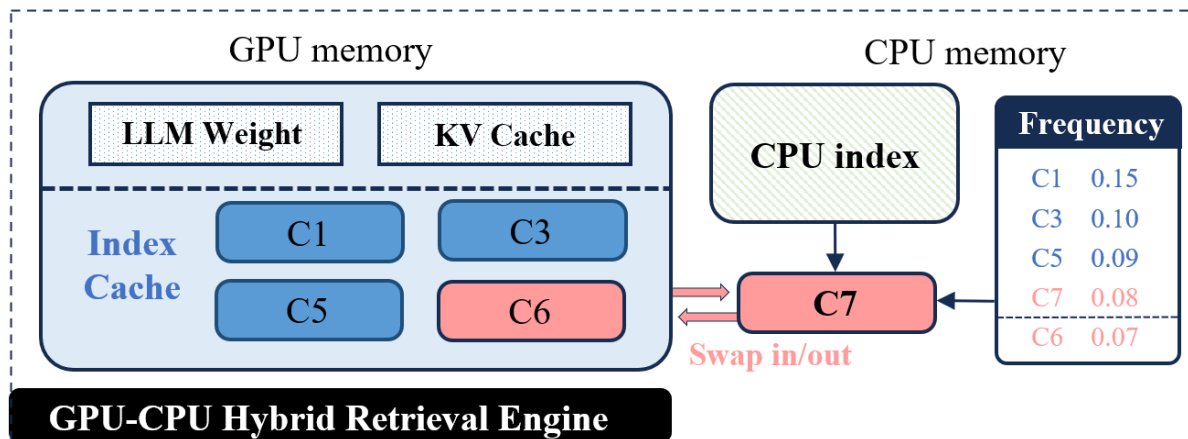 GPU memory
CPU memory
LLM Weight
KV Cache
Index
Cache
C1
C3
C5
C6
CPU index
C7
Swap in/out
Frequency
C1 0.15
C3 0.10
C5 0.09
C7 0.08
C6 0.07
GPU-CPU Hybrid Retrieval Engine